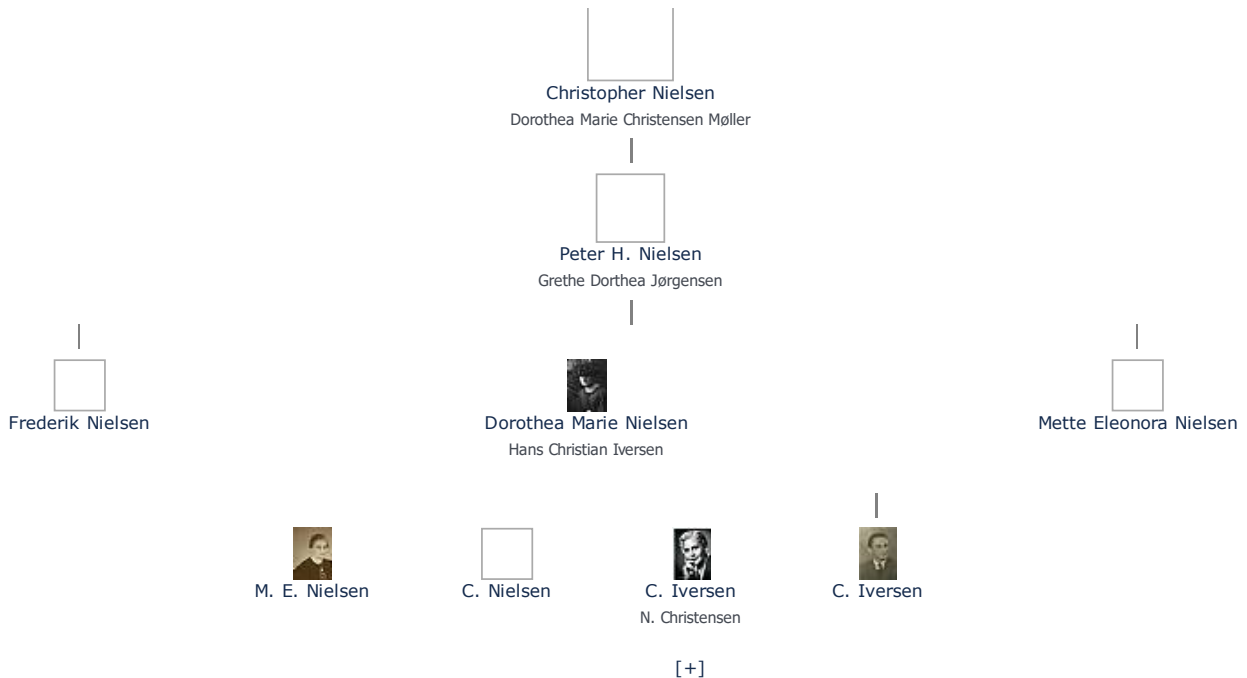 Christopher Nielsen
Dorothea Marie Christensen Møller
Peter H. Nielsen
Grethe Dorthea Jørgensen
Frederik Nielsen
Dorothea Marie Nielsen
Mette Eleonora Nielsen
Hans Christian Iversen
M. E. Nielsen
C. Nielsen
C. Iversen
C. Iversen
N. Christensen
[+]